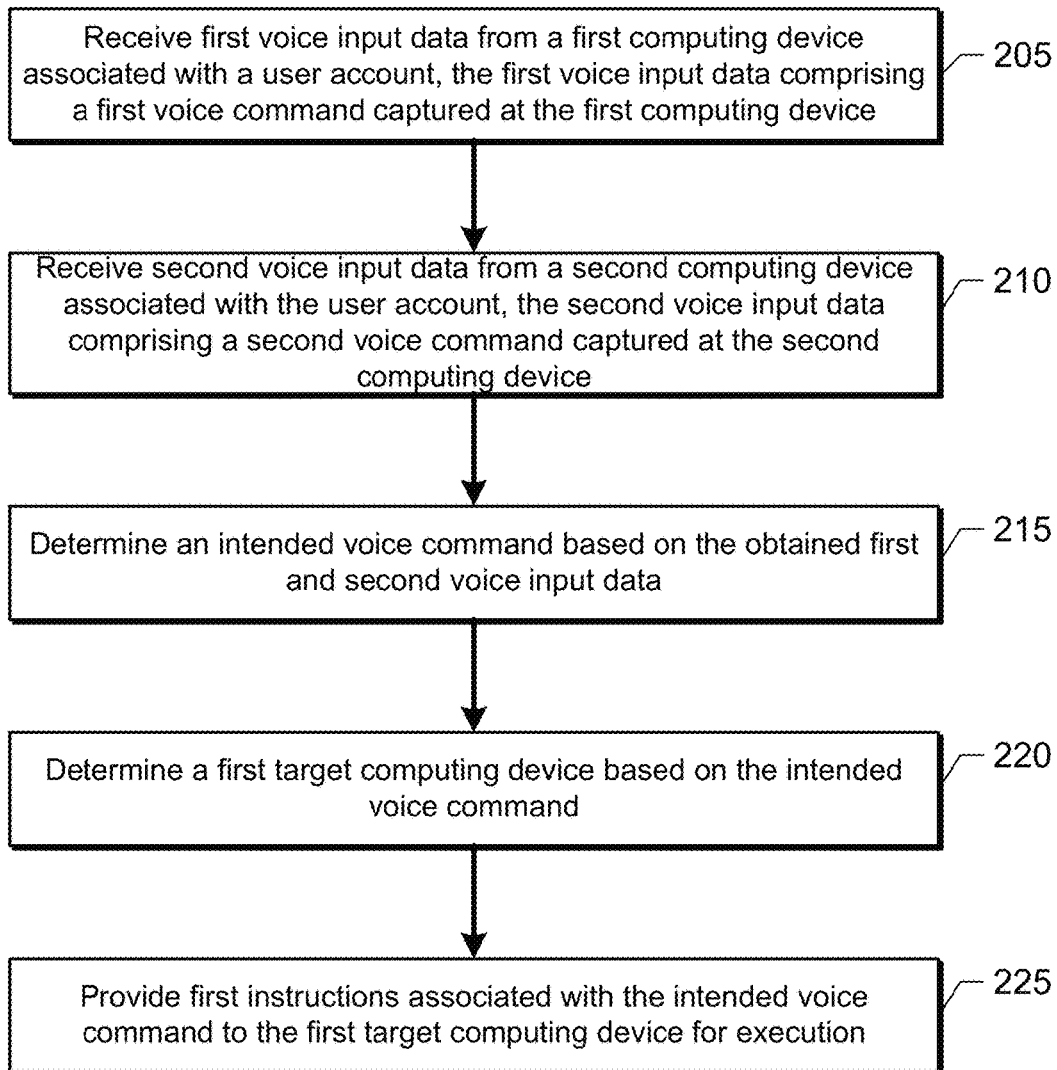 Receive first voice input data from a first computing device
associated with a user account, the first voice input data comprising
a first voice command captured at the first computing device
205
Receive second voice input data from a second computing device
associated with the user account, the second voice input data
comprising a second voice command captured at the second
computing device
210
Determine an intended voice command based on the obtained first
and second voice input data
215
Determine a first target computing device based on the intended
voice command
220
Provide first instructions associated with the intended voice
command to the first target computing device for execution
225